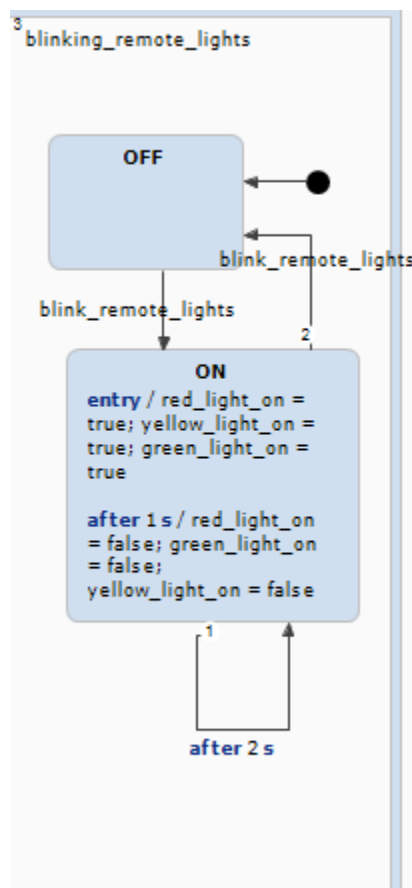 3
blinking_remote_lights
OFF
blink_remote_lights
blink_remote_lights
2
ON
entry / red_light_on =
true; yellow_light_on =
true; green_light_on =
true
after 1 s / red_light_on
= false; green_light_on
= false;
yellow_light_on = false
1
after 2 s